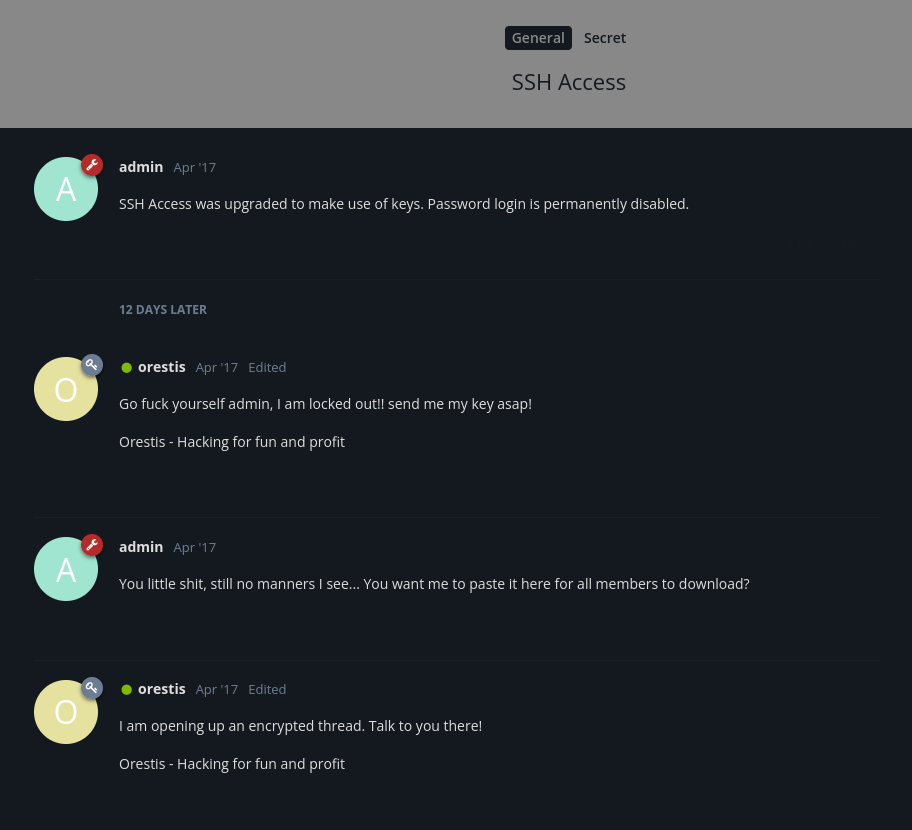 General Secret
SSH Access
A
admin Apr '17
SSH Access was upgraded to make use of keys. Password login is permanently disabled.
12 DAYS LATER
O
orestis Apr '17 Edited
Go fuck yourself admin, I am locked out!! send me my key asap!
Orestis - Hacking for fun and profit
A
admin Apr '17
You little shit, still no manners I see... You want me to paste it here for all members to download?
O
orestis Apr '17 Edited
I am opening up an encrypted thread. Talk to you there!
Orestis - Hacking for fun and profit